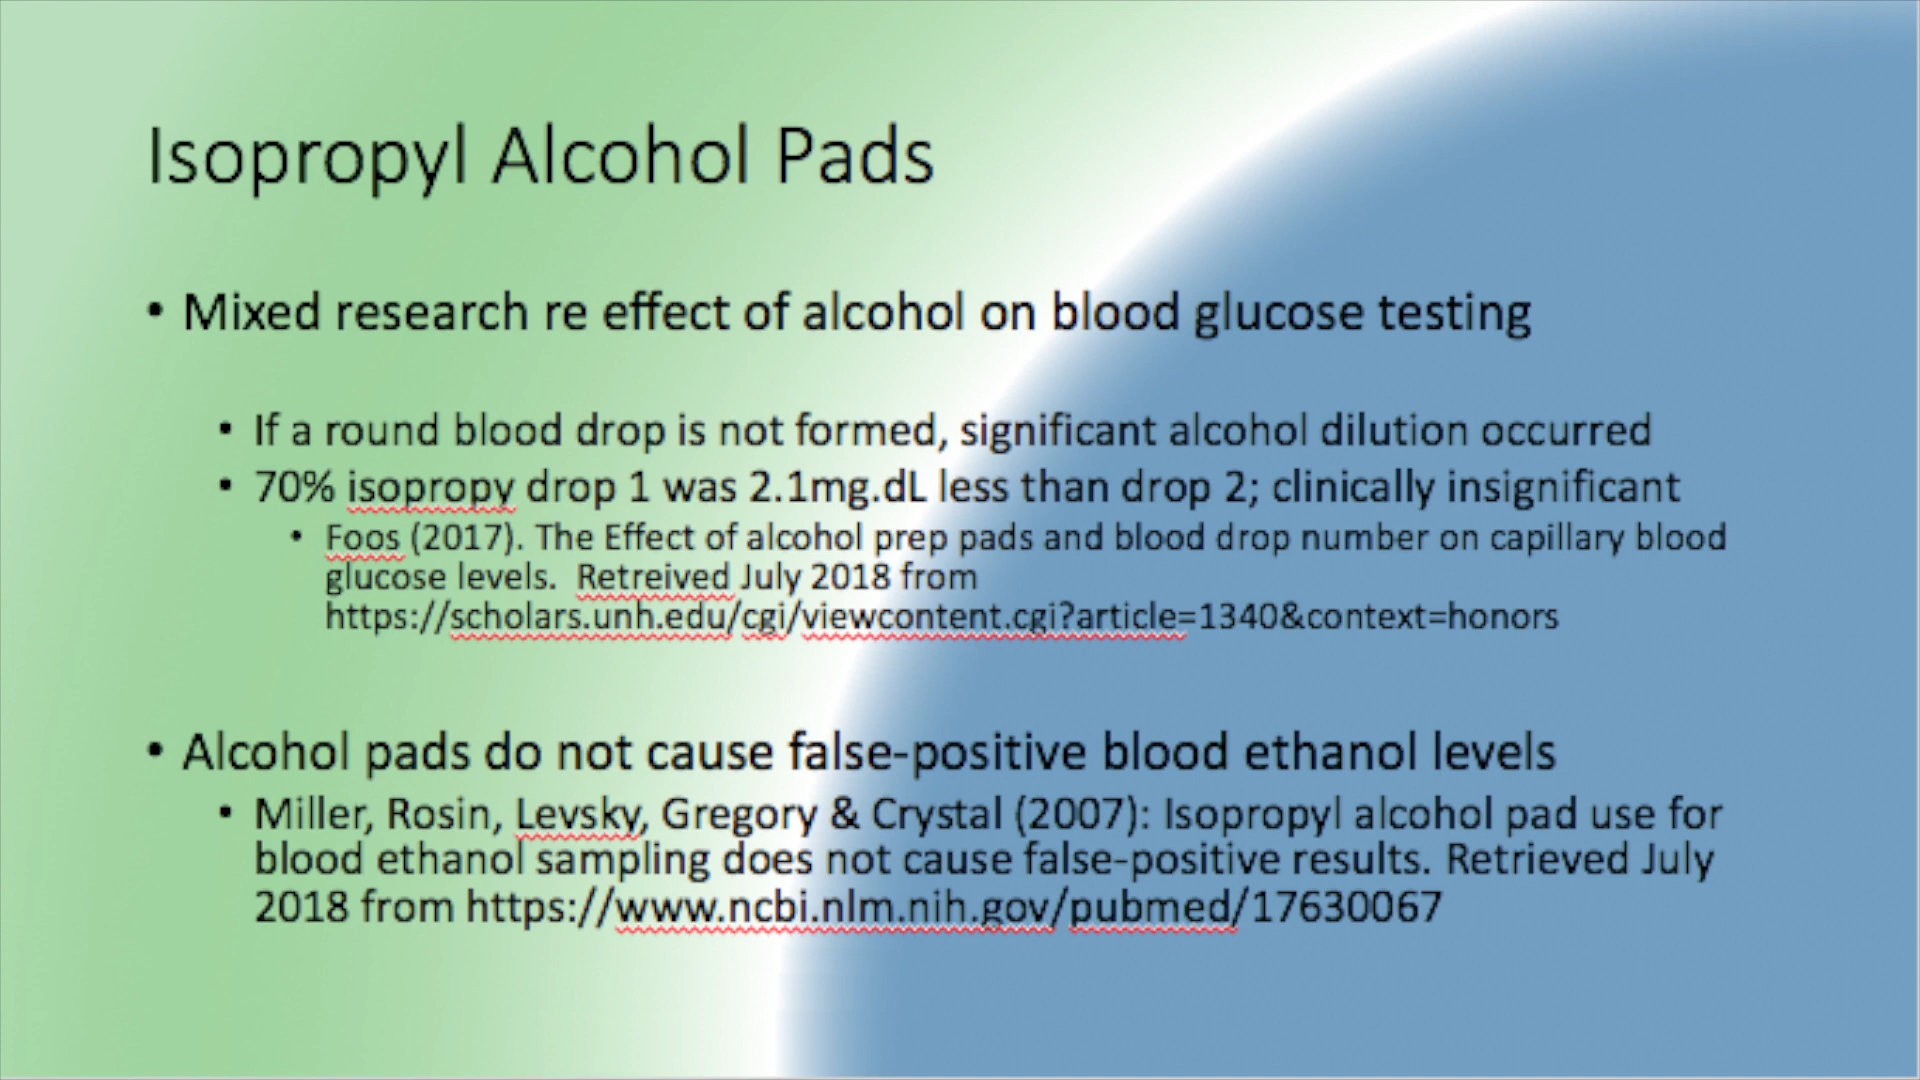 Isopropyl Alcohol Pads
• Mixed research re effect of alcohol on blood glucose testing
• If a round blood drop is not formed, significant alcohol dilution occurred
• 70% isopropy drop 1 was 2.1mg.dL less than drop 2; clinically insignificant
• Foos (2017). The Effect of alcohol prep pads and blood drop number on capillary blood
glucose levels.  Retreived July 2018 from
https://scholars.unh.edu/cgi/viewcontent.cgi?article=1340&context=honors
• Alcohol pads do not cause false-positive blood ethanol levels
• Miller, Rosin, Levsky, Gregory & Crystal (2007): Isopropyl alcohol pad use for
blood ethanol sampling does not cause false-positive results. Retrieved July
2018 from https://www.ncbi.nlm.nih.gov/pubmed/17630067